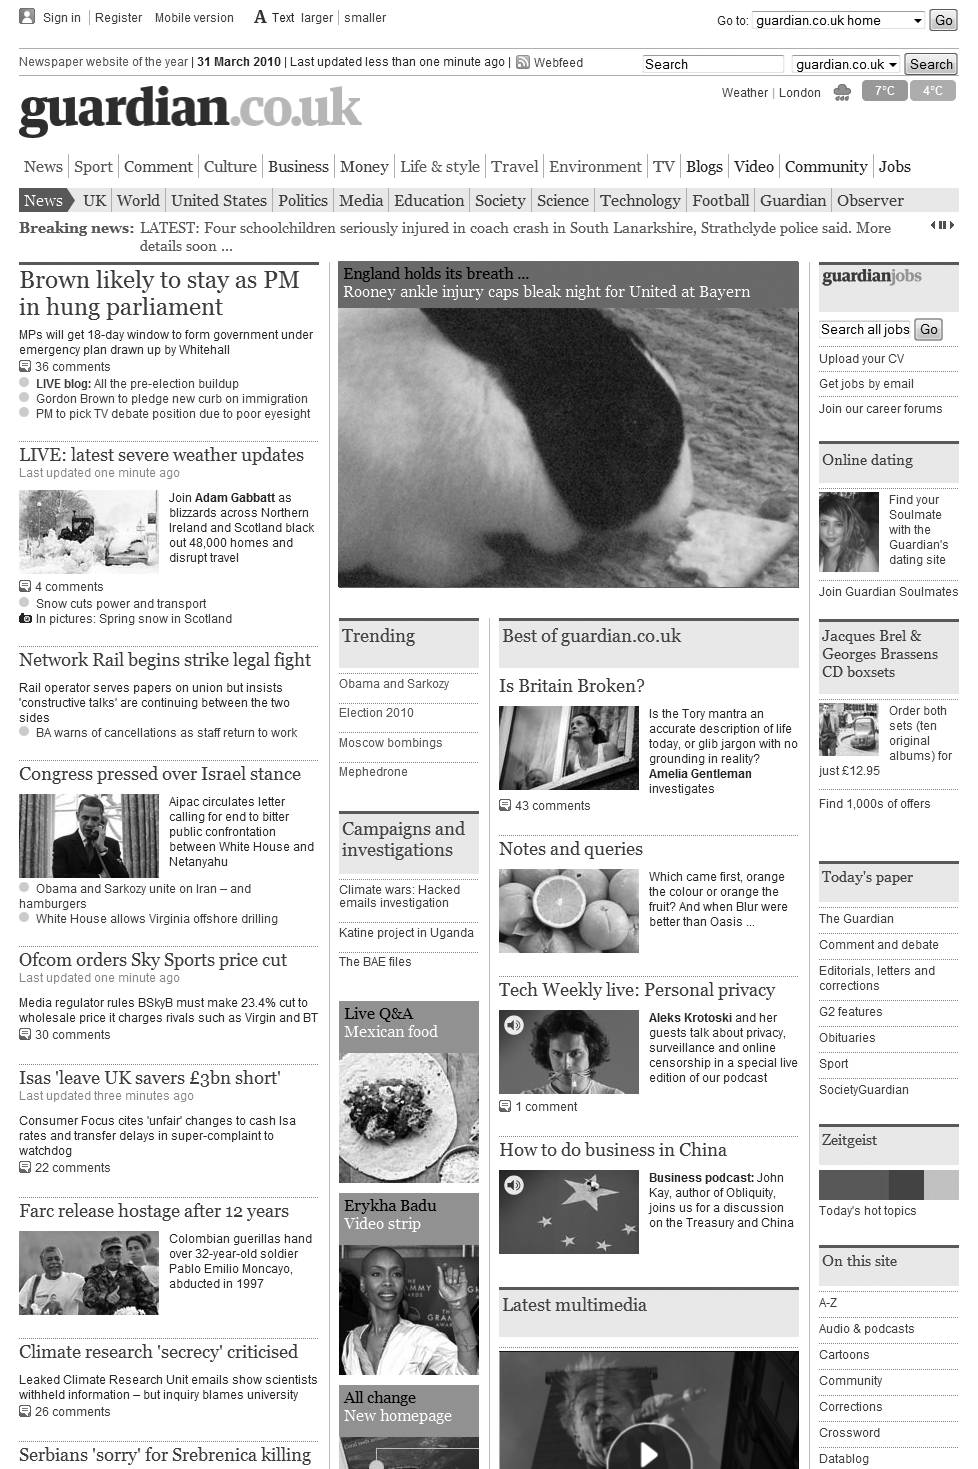 Sign in | Register Mobile version A Text larger | smaller
Go to: guardian.co.uk home Go
Newspaper website of the year | 31 March 2010 | Last updated less than one minute ago | Webfeed
Search guardian.co.uk Search
guardian.co.uk
Weather | London 7°C 4°C
News Sport Comment Culture Business Money Life & style Travel Environment TV Blogs Video Community Jobs
News UK World United States Politics Media Education Society Science Technology Football Guardian Observer
Breaking news: LATEST: Four schoolchildren seriously injured in coach crash in South Lanarkshire, Strathclyde police said. More
details soon ...
Brown likely to stay as PM
in hung parliament
MPs will get 18-day window to form government under
emergency plan drawn up by Whitehall
36 comments
LIVE blog: All the pre-election buildup
Gordon Brown to pledge new curb on immigration
PM to pick TV debate position due to poor eyesight
LIVE: latest severe weather updates
Last updated one minute ago
Join Adam Gabbatt as
blizzards across Northern
Ireland and Scotland black
out 48,000 homes and
disrupt travel
4 comments
Snow cuts power and transport
In pictures: Spring snow in Scotland
Network Rail begins strike legal fight
Rail operator serves papers on union but insists
'constructive talks' are continuing between the two
sides
BA warns of cancellations as staff return to work
Congress pressed over Israel stance
Aipac circulates letter
calling for end to bitter
public confrontation
between White House and
Netanyahu
Obama and Sarkozy unite on Iran – and
hamburgers
White House allows Virginia offshore drilling
Ofcom orders Sky Sports price cut
Last updated one minute ago
Media regulator rules BSkyB must make 23.4% cut to
wholesale price it charges rivals such as Virgin and BT
30 comments
Isas 'leave UK savers £3bn short'
Last updated three minutes ago
Consumer Focus cites 'unfair' changes to cash Isa
rates and transfer delays in super-complaint to
watchdog
22 comments
Farc release hostage after 12 years
Colombian guerillas hand
over 32-year-old soldier
Pablo Emilio Moncayo,
abducted in 1997
Climate research 'secrecy' criticised
Leaked Climate Research Unit emails show scientists
withheld information – but inquiry blames university
26 comments
Serbians 'sorry' for Srebrenica killing
England holds its breath ...
Rooney ankle injury caps bleak night for United at Bayern
Trending
Obama and Sarkozy
Election 2010
Moscow bombings
Mephedrone
Campaigns and
investigations
Climate wars: Hacked
emails investigation
Katine project in Uganda
The BAE files
Live Q&A
Mexican food
Erykha Badu
Video strip
All change
New homepage
Best of guardian.co.uk
Is Britain Broken?
Is the Tory mantra an
accurate description of life
today, or glib jargon with no
grounding in reality?
Amelia Gentleman
investigates
43 comments
Notes and queries
Which came first, orange
the colour or orange the
fruit? And when Blur were
better than Oasis ...
Tech Weekly live: Personal privacy
Aleks Krotoski and her
guests talk about privacy,
surveillance and online
censorship in a special live
edition of our podcast
1 comment
How to do business in China
Business podcast: John
Kay, author of Obliquity,
joins us for a discussion
on the Treasury and China
Latest multimedia
guardianjobs
Search all jobs Go
Upload your CV
Get jobs by email
Join our career forums
Online dating
Find your
Soulmate
with the
Guardian's
dating site
Join Guardian Soulmates
Jacques Brel &
Georges Brassens
CD boxsets
Order both
sets (ten
original
albums) for
just £12.95
Find 1,000s of offers
Today's paper
The Guardian
Comment and debate
Editorials, letters and
corrections
G2 features
Obituaries
Sport
SocietyGuardian
Zeitgeist
Today's hot topics
On this site
A-Z
Audio & podcasts
Cartoons
Community
Corrections
Crossword
Datablog